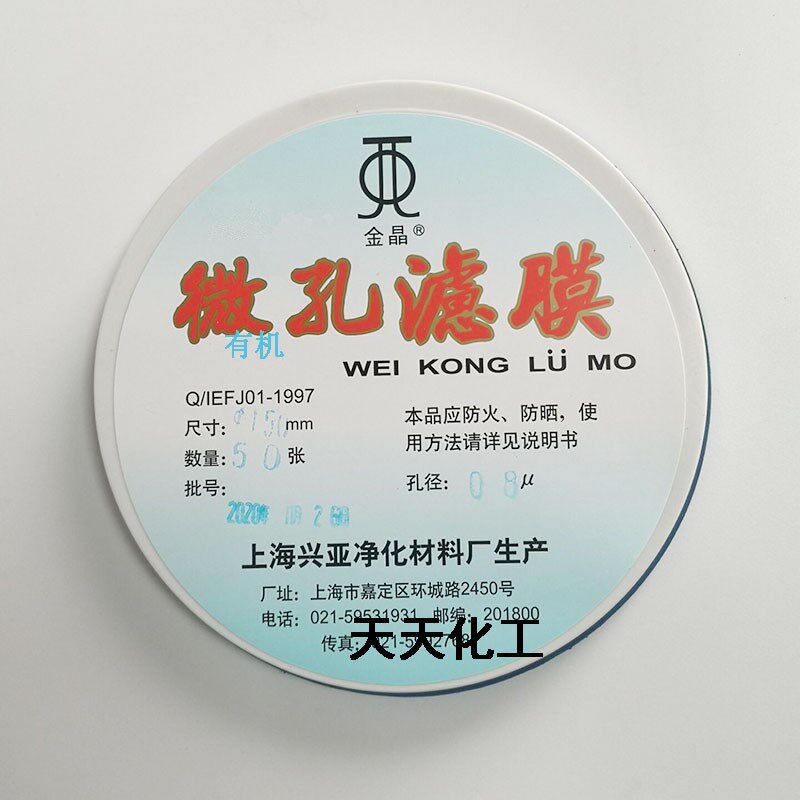 金晶®
微孔滤膜
有机
WEI KONG LÜ MO
Q/IEFJ01-1997
尺寸：φ150mm
数量：50张
批号：
本品应防火、防晒，使
用方法请详见说明书
孔径：0 8μ
上海兴亚净化材料厂生产
厂址：上海市嘉定区环城路2450号
电话：021-59531931 邮编：201800
传真：
天天化工